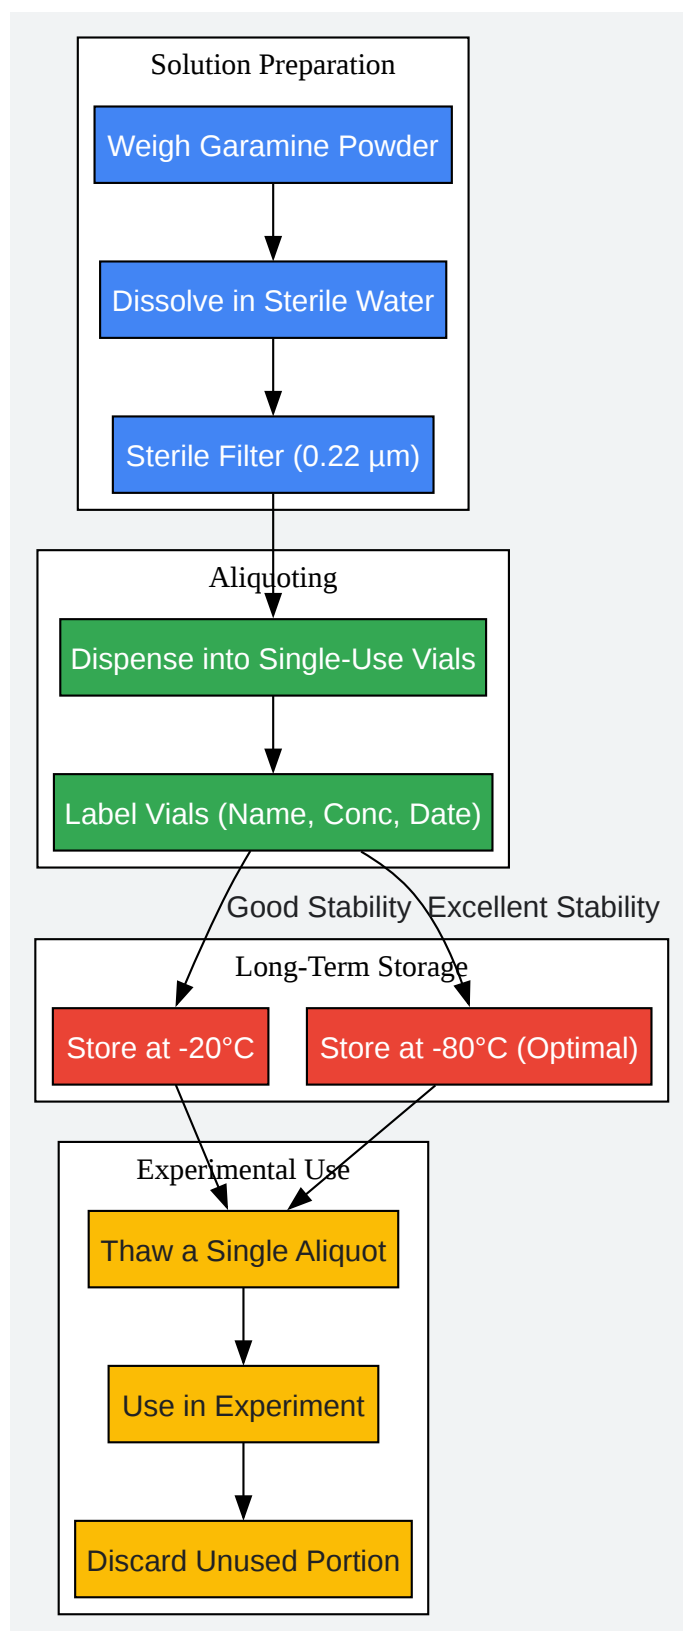 Solution Preparation
Weigh Garamine Powder
Dissolve in Sterile Water
Sterile Filter (0.22 µm)
Aliquoting
Dispense into Single-Use Vials
Label Vials (Name, Conc, Date)
Good Stability
Excellent Stability
Long-Term Storage
Store at -20°C
Store at -80°C (Optimal)
Experimental Use
Thaw a Single Aliquot
Use in Experiment
Discard Unused Portion